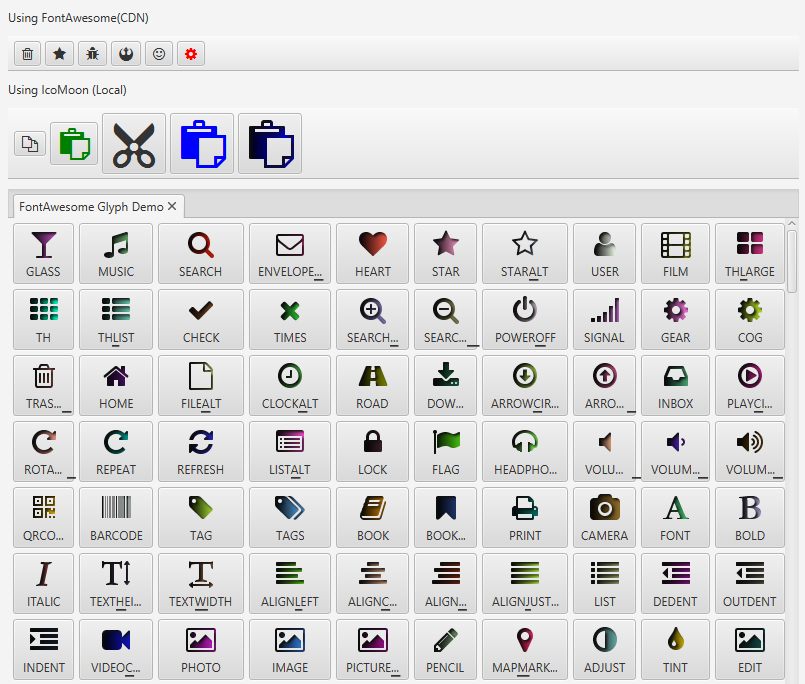 Using FontAwesome(CDN)
Using IcoMoon (Local)
FontAwesome Glyph Demo
GLASS MUSIC SEARCH ENVELOPE... HEART STAR STARALT USER FILM THLARGE
TH THLIST CHECK TIMES SEARCH... SEARC... POWEROFF SIGNAL GEAR COG
TRAS... HOME FILEALT CLOCKALT ROAD DOW... ARROWCIR... ARRO... INBOX PLAYCI...
ROTA... REPEAT REFRESH LISTALT LOCK FLAG HEADPHO... VOLU... VOLUM... VOLUM...
QRCO... BARCODE TAG TAGS BOOK BOOK... PRINT CAMERA FONT BOLD
ITALIC TEXTHEI... TEXTWIDTH ALIGNLEFT ALIGNC... ALIGN... ALIGNJUST... LIST DEDENT OUTDENT
INDENT VIDEOC... PHOTO IMAGE PICTURE... PENCIL MAPMARK... ADJUST TINT EDIT